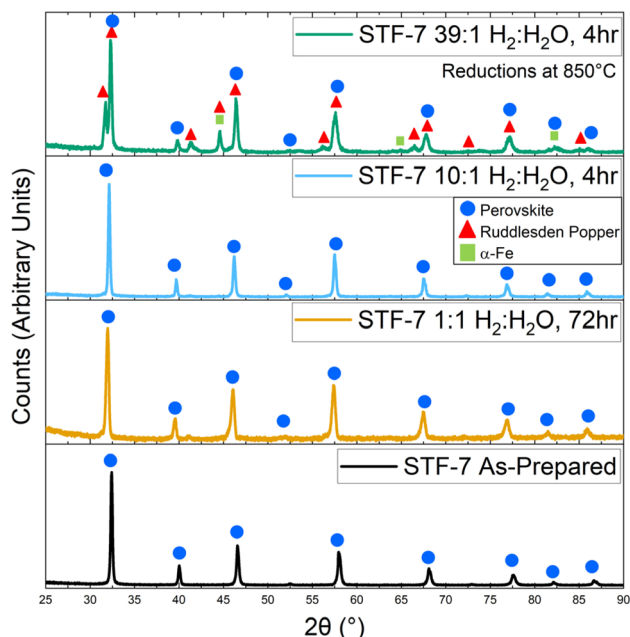 STF-7 39:1 H₂:H₂O, 4hr
Reductions at 850°C
STF-7 10:1 H₂:H₂O, 4hr
Perovskite
Ruddlesden Popper
α-Fe
STF-7 1:1 H₂:H₂O, 72hr
STF-7 As-Prepared
Counts (Arbitrary Units)
25 30 35 40 45 50 55 60 65 70 75 80 85 90
2θ (°)